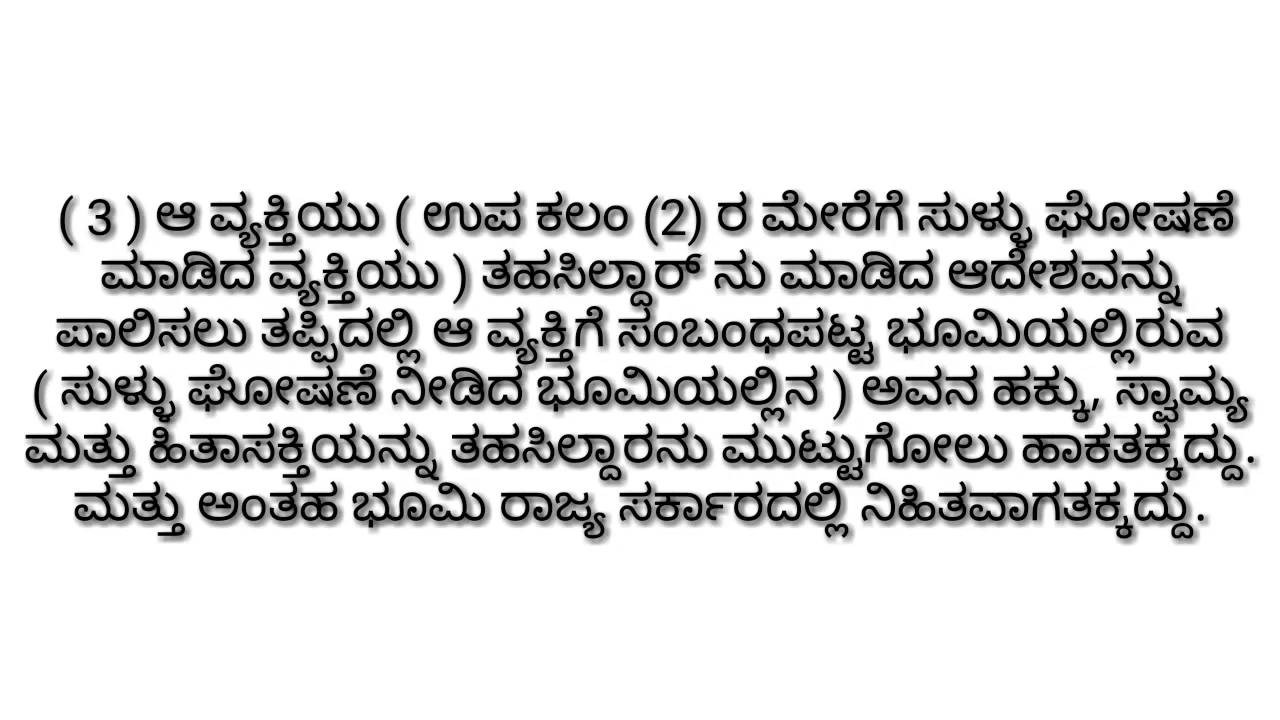 ( 3 ) ಆ ವ್ಯಕ್ತಿಯು ( ಉಪ ಕಲಂ (2) ರ ಮೇರೆಗೆ ಸುಳ್ಳು ಘೋಷಣೆ
ಮಾಡಿದ ವ್ಯಕ್ತಿಯು ) ತಹಸಿಲ್ದಾರ್ ನು ಮಾಡಿದ ಆದೇಶವನ್ನು
ಪಾಲಿಸಲು ತಪ್ಪಿದಲ್ಲಿ ಆ ವ್ಯಕ್ತಿಗೆ ಸಂಬಂಧಪಟ್ಟ ಭೂಮಿಯಲ್ಲಿರುವ
( ಸುಳ್ಳು ಘೋಷಣೆ ನೀಡಿದ ಭೂಮಿಯಲ್ಲಿನ ) ಅವನ ಹಕ್ಕು, ಸ್ವಾಮ್ಯ
ಮತ್ತು ಹಿತಾಸಕ್ತಿಯನ್ನು ತಹಸಿಲ್ದಾರನು ಮುಟ್ಟುಗೋಲು ಹಾಕತಕ್ಕದ್ದು.
ಮತ್ತು ಅಂತಹ ಭೂಮಿ ರಾಜ್ಯ ಸರ್ಕಾರದಲ್ಲಿ ನಿಹಿತವಾಗತಕ್ಕದ್ದು.